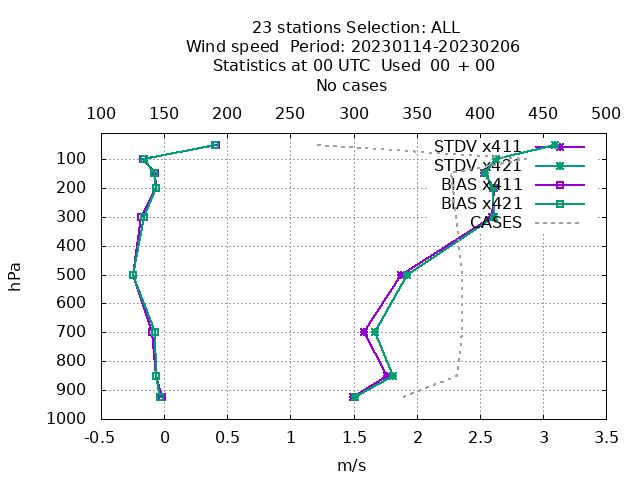 23 stations Selection: ALL
Wind speed  Period: 20230114-20230206
Statistics at 00 UTC  Used  00 + 00
No cases
100 150 200 250 300 350 400 450 500
STDV x411
STDV x421
BIAS x411
BIAS x421
CASES
100
200
300
400
500
600
700
800
900
1000
hPa
-0.5 0 0.5 1 1.5 2 2.5 3 3.5
m/s